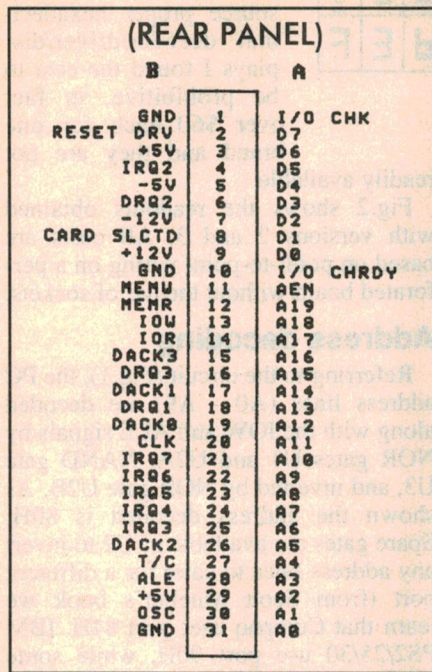 (REAR PANEL)
B A
GND 1 I/O CHK
RESET DRV 2 D7
+5V 3 D6
IRQ2 4 D5
-5V 5 D4
DRQ2 6 D3
-12V 7 D2
CARD SLCTD 8 D1
+12V 9 D0
GND 10 CHRDY
MEMW 11 AEN
MEMR 12 A19
IOW 13 A18
IOR 14 A17
DACK3 15 A16
DRQ3 16 A15
DACK1 17 A14
DRQ1 18 A13
DACK0 19 A12
CLK 20 A11
IRQ7 21 A10
IRQ6 22 A9
IRQ5 23 A8
IRQ4 24 A7
IRQ3 25 A6
DACK2 26 A5
T/C 27 A4
ALE 28 A3
+5V 29 A2
OSC 30 A1
GND 31 A0